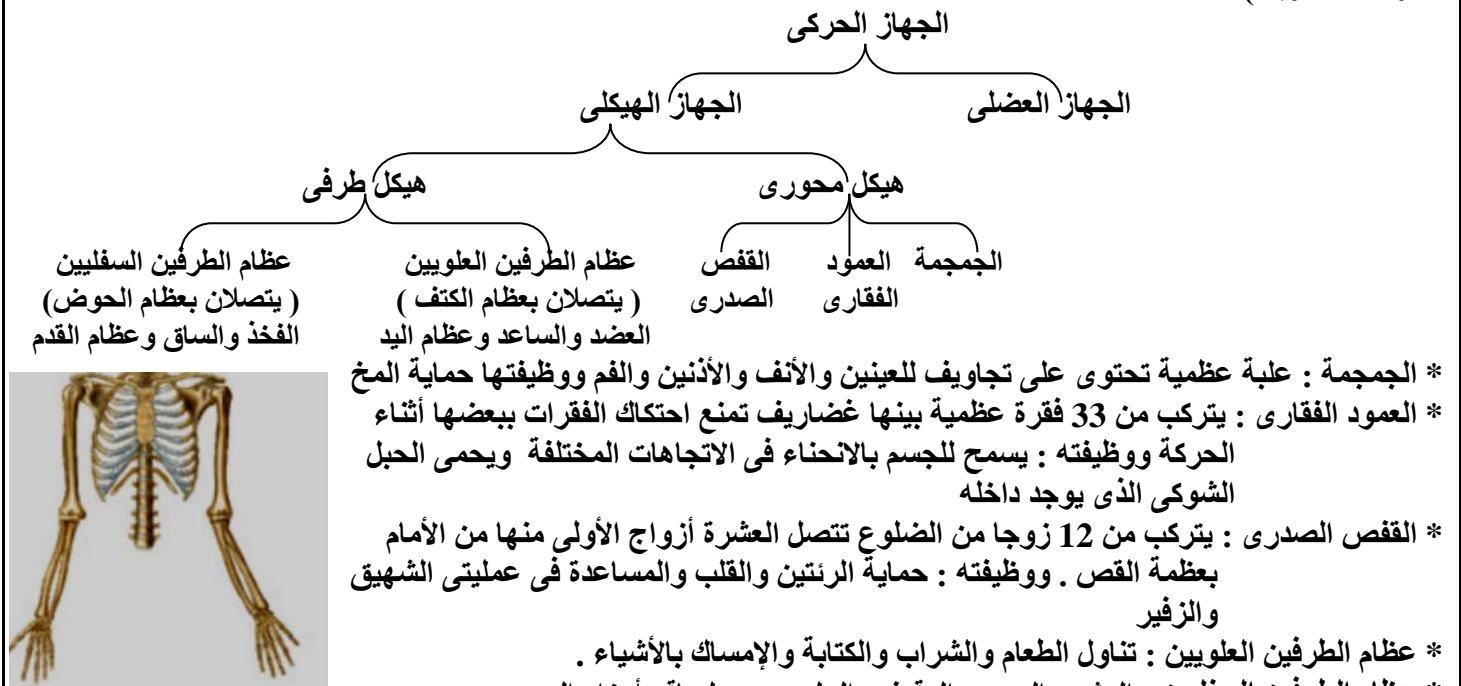 الجهاز الحركى
الجهاز العضلى الجهاز الهيكلى
هيكل محورى هيكل طرفى
الجمجمة العمود القفص عظام الطرفين العلويين عظام الطرفين السفليين
الفقارى الصدرى ( يتصلان بعظام الكتف ) ( يتصلان بعظام الحوض)
العضد والساعد وعظام اليد الفخذ والساق وعظام القدم
* الجمجمة : علبة عظمية تحتوى على تجاويف للعينين والأنف والأذنين والفم ووظيفتها حماية المخ
* العمود الفقارى : يتركب من 33 فقرة عظمية بينها غضاريف تمنع احتكاك الفقرات ببعضها أثناء
الحركة ووظيفته : يسمح للجسم بالانحناء فى الاتجاهات المختلفة ويحمى الحبل
الشوكى الذى يوجد داخله
* القفص الصدرى : يتركب من 12 زوجا من الضلوع تتصل العشرة أزواج الأولى منها من الأمام
بعظمة القص . ووظيفته : حماية الرئتين والقلب والمساعدة فى عمليتى الشهيق
والزفير
* عظام الطرفين العلويين : تناول الطعام والشراب والكتابة والإمساك بالأشياء .